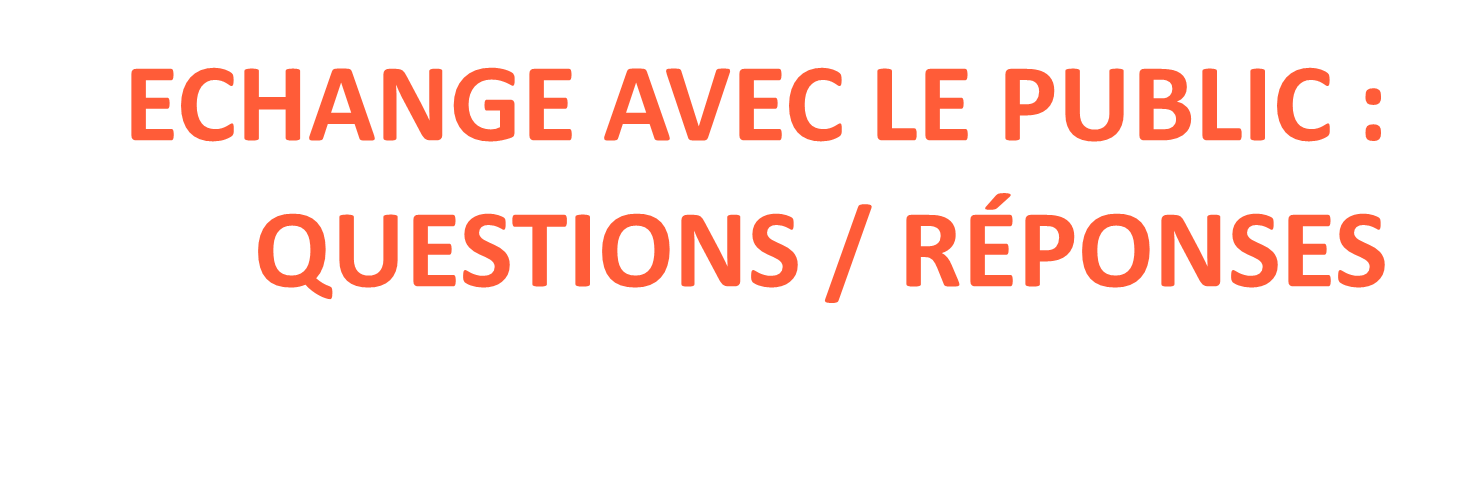 ECHANGE AVEC LE PUBLIC :
QUESTIONS / RÉPONSES